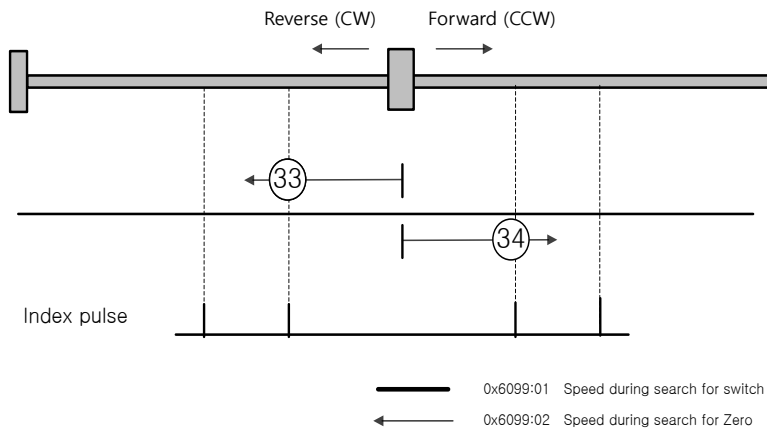 Reverse (CW) Forward (CCW)
33
34
Index pulse
0x6099:01 Speed during search for switch
0x6099:02 Speed during search for Zero